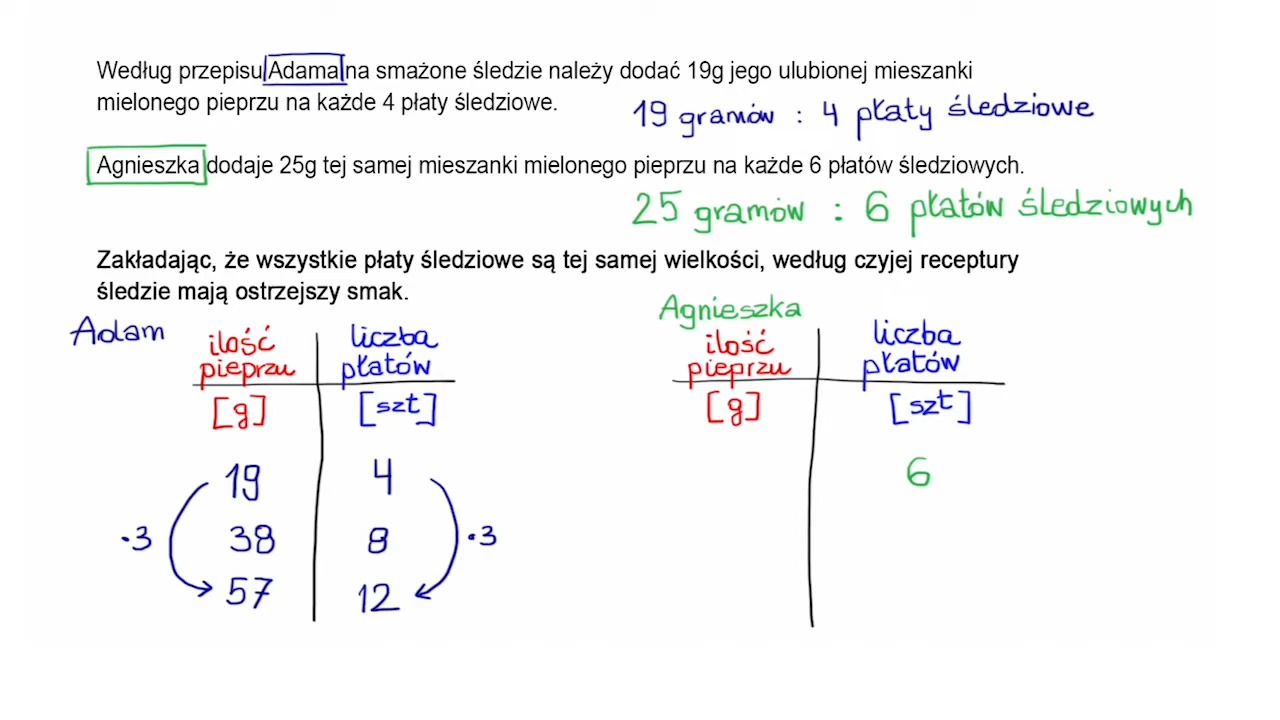 Według przepisu Adama na smażone śledzie należy dodać 19g jego ulubionej mieszanki
mielonego pieprzu na każde 4 płaty śledziowe.
19 gramów : 4 płaty śledziowe
Agnieszka dodaje 25g tej samej mieszanki mielonego pieprzu na każde 6 płatów śledziowych.
25 gramów : 6 płatów śledziowych
Zakładając, że wszystkie płaty śledziowe są tej samej wielkości, według czyjej receptury
śledzie mają ostrzejszy smak.
Adam
ilość liczba
pieprzu płatów
[g] [szt]
19 4
·3 38 8 ·3
57 12
Agnieszka
ilość liczba
pieprzu płatów
[g] [szt]
6